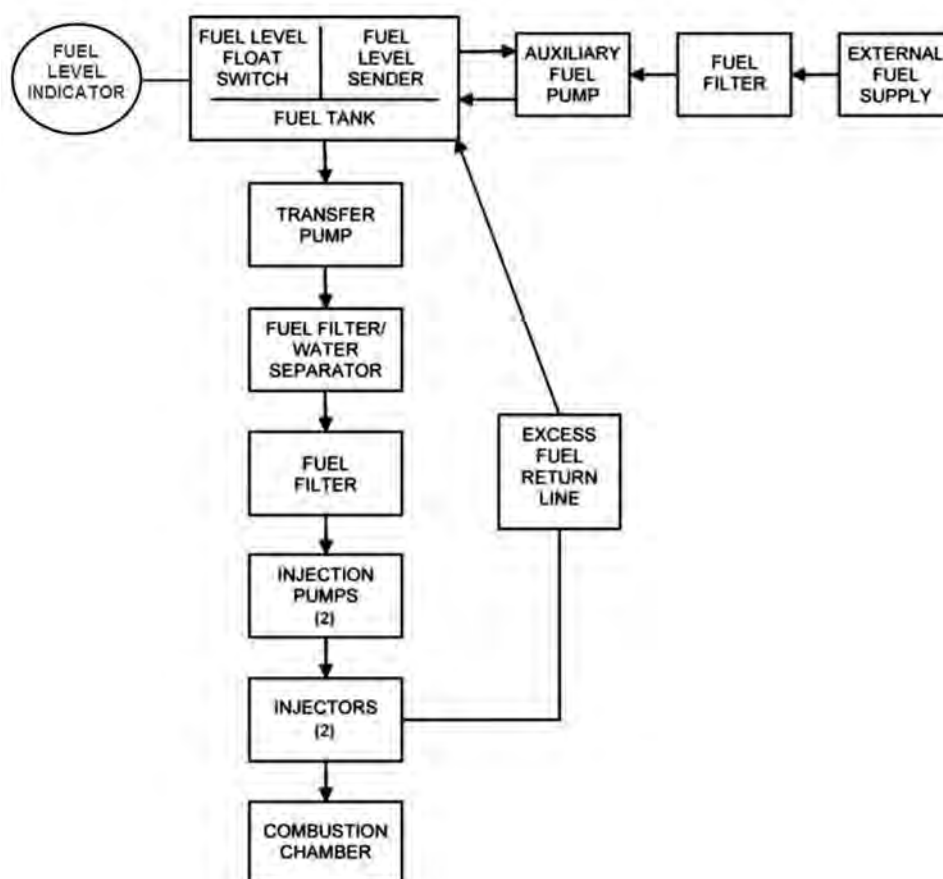 FUEL
LEVEL
INDICATOR
FUEL LEVEL
FLOAT
SWITCH
FUEL
LEVEL
SENDER
FUEL TANK
AUXILIARY
FUEL
PUMP
FUEL
FILTER
EXTERNAL
FUEL
SUPPLY
TRANSFER
PUMP
FUEL FILTER/
WATER
SEPARATOR
FUEL
FILTER
EXCESS
FUEL
RETURN
LINE
INJECTION
PUMPS
(2)
INJECTORS
(2)
COMBUSTION
CHAMBER